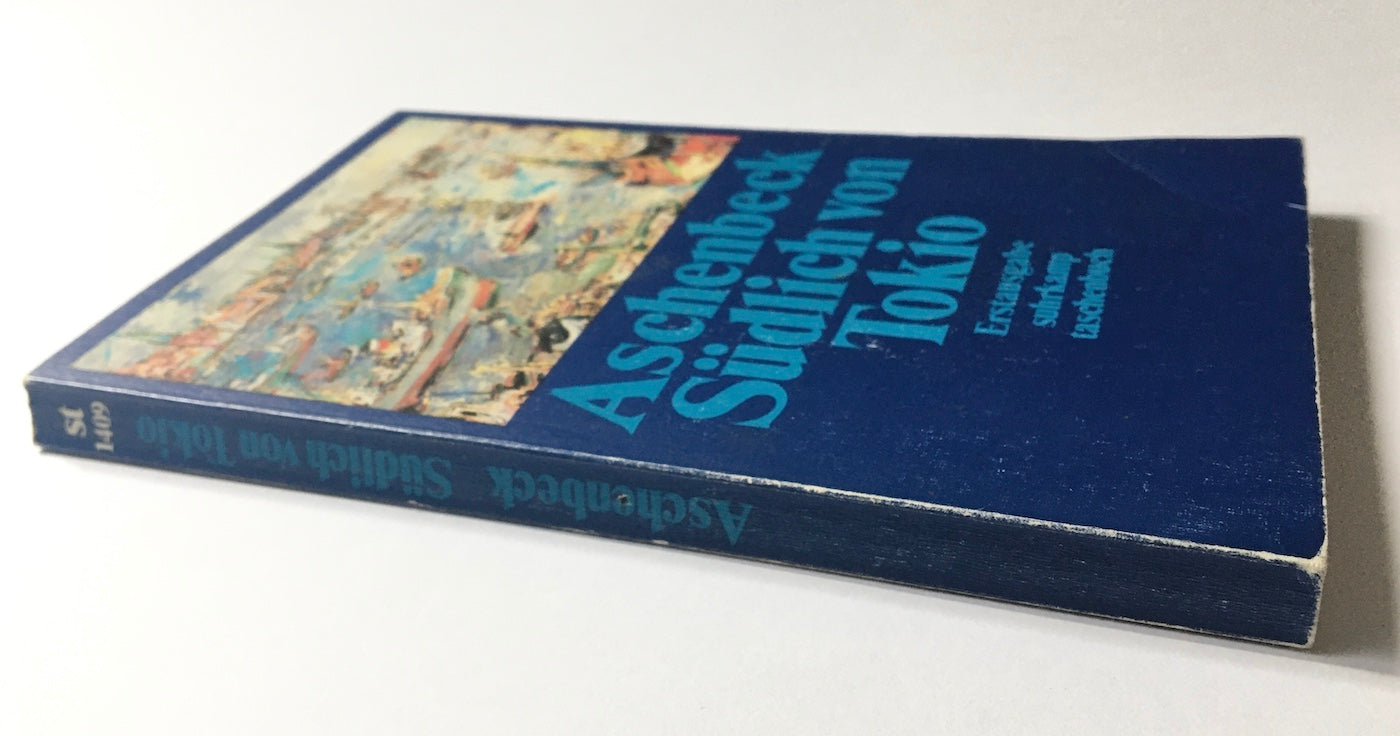 Aschenbeck
Südlich von
Tokio
Erstausgabe
suhrkamp
taschenbuch
st
1409
Aschenbeck Südlich von Tokio